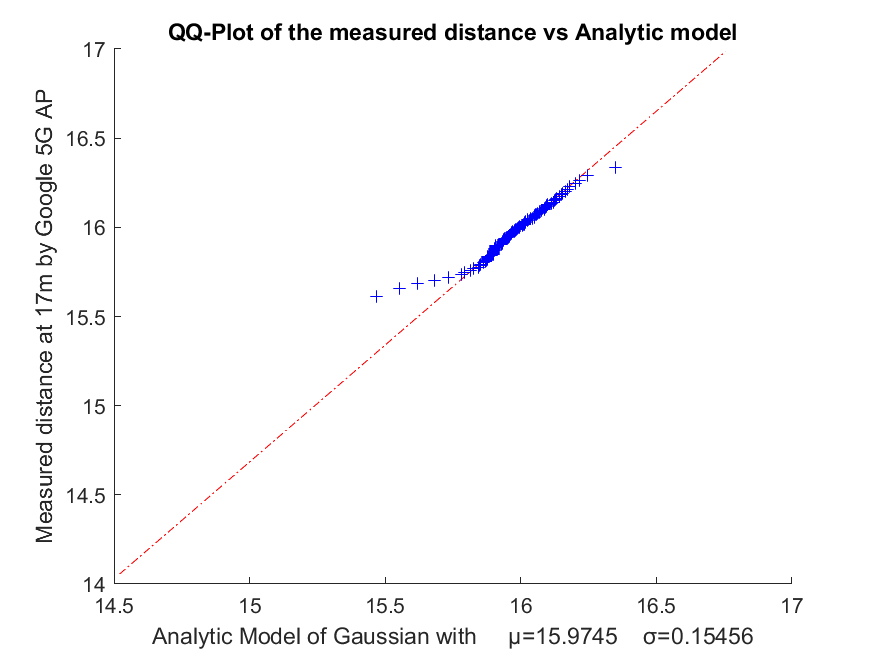 QQ-Plot of the measured distance vs Analytic model
Measured distance at 17m by Google 5G AP
17
16.5
16
15.5
15
14.5
14
14.5 15 15.5 16 16.5 17
Analytic Model of Gaussian with μ=15.9745 σ=0.15456